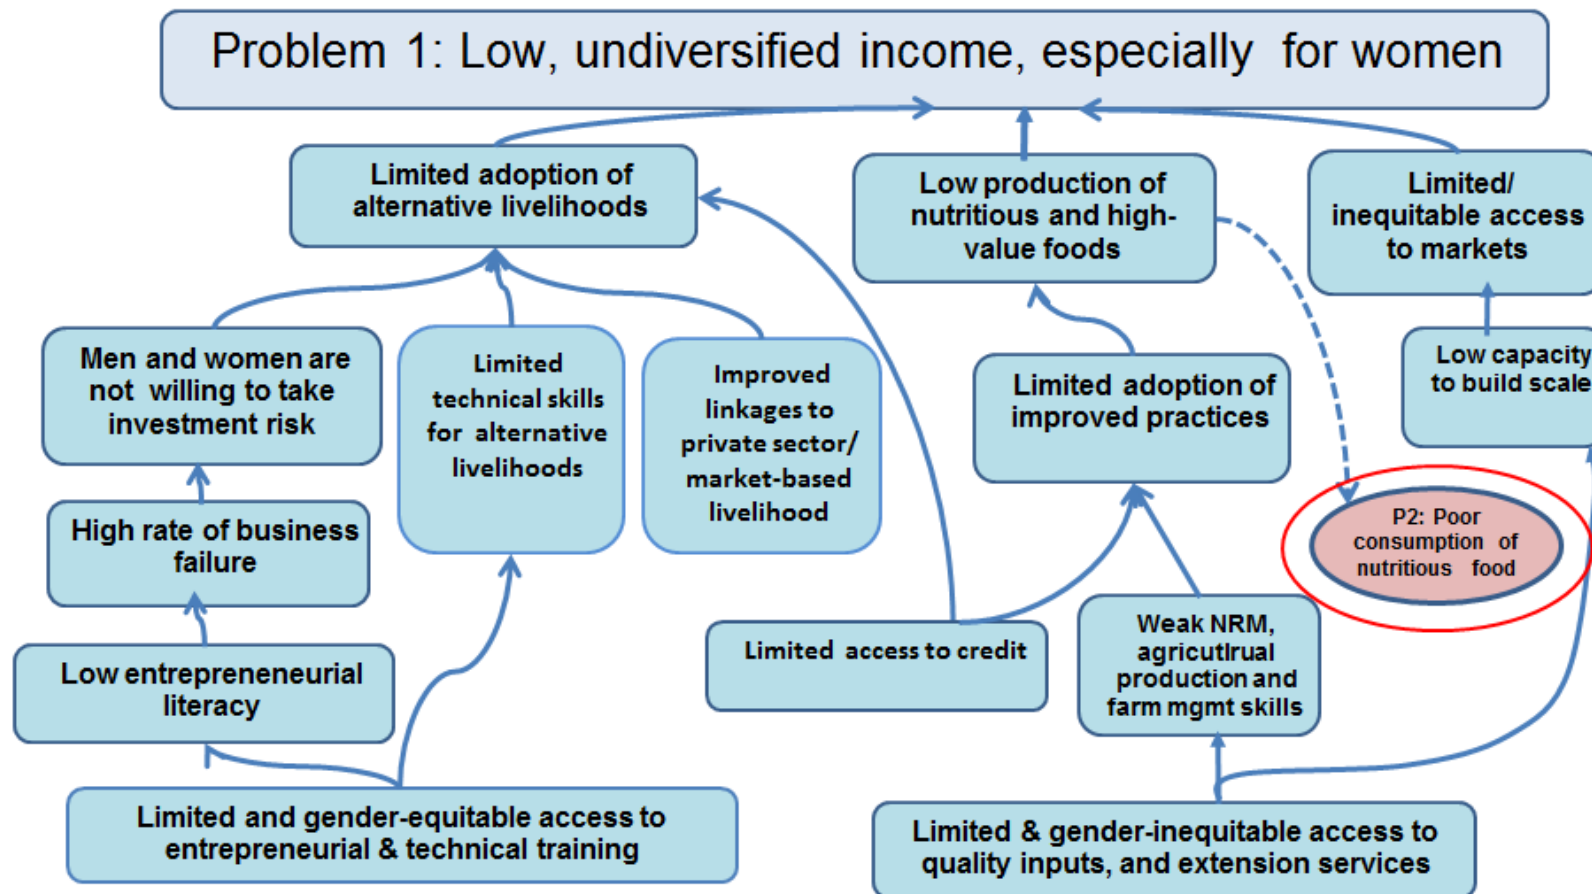 Problem 1: Low, undiversified income, especially for women
Limited adoption of
alternative livelihoods
Low production of
nutritious and high-
value foods
Limited/
inequitable access
to markets
Men and women are
not willing to take
investment risk
Limited
technical skills
for alternative
livelihoods
Improved
linkages to
private sector/
market-based
livelihood
Limited adoption of
improved practices
Low capacity
to build scale
High rate of business
failure
P2: Poor
consumption of
nutritious food
Low entrepreneneurial
literacy
Limited access to credit
Weak NRM,
agricutlrual
production and
farm mgmt skills
Limited and gender-equitable access to
entrepreneurial & technical training
Limited & gender-inequitable access to
quality inputs, and extension services